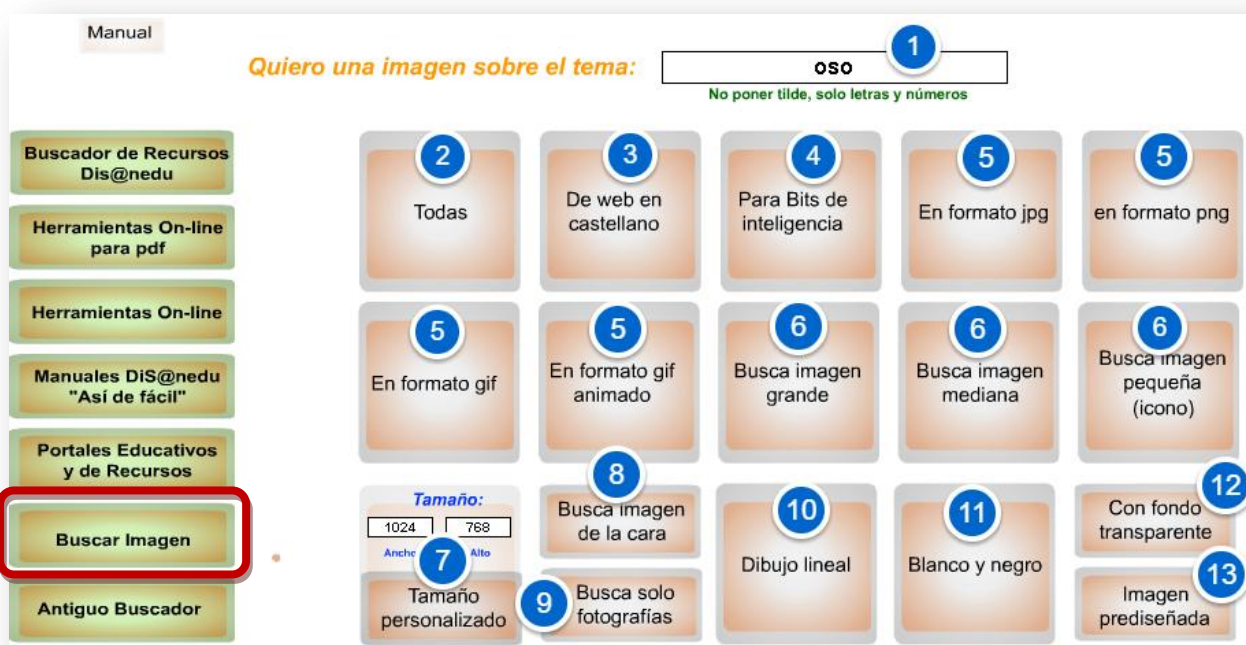 Manual
Quiero una imagen sobre el tema:
oso
1
No poner tilde, solo letras y números
Buscador de Recursos
Dis@nedu
Herramientas On-line
para pdf
Herramientas On-line
Manuales DiS@nedu
"Así de fácil"
Portales Educativos
y de Recursos
Buscar Imagen
Antiguo Buscador
2
Todas
3
De web en
castellano
4
Para Bits de
inteligencia
5
En formato jpg
5
en formato png
5
En formato gif
5
En formato gif
animado
6
Busca imagen
grande
6
Busca imagen
mediana
6
Busca imagen
pequeña
(icono)
Tamaño:
1024 768
Ancho Alto
7
Tamaño
personalizado
8
Busca imagen
de la cara
9
Busca solo
fotografías
10
Dibujo lineal
11
Blanco y negro
12
Con fondo
transparente
13
Imagen
prediseñada